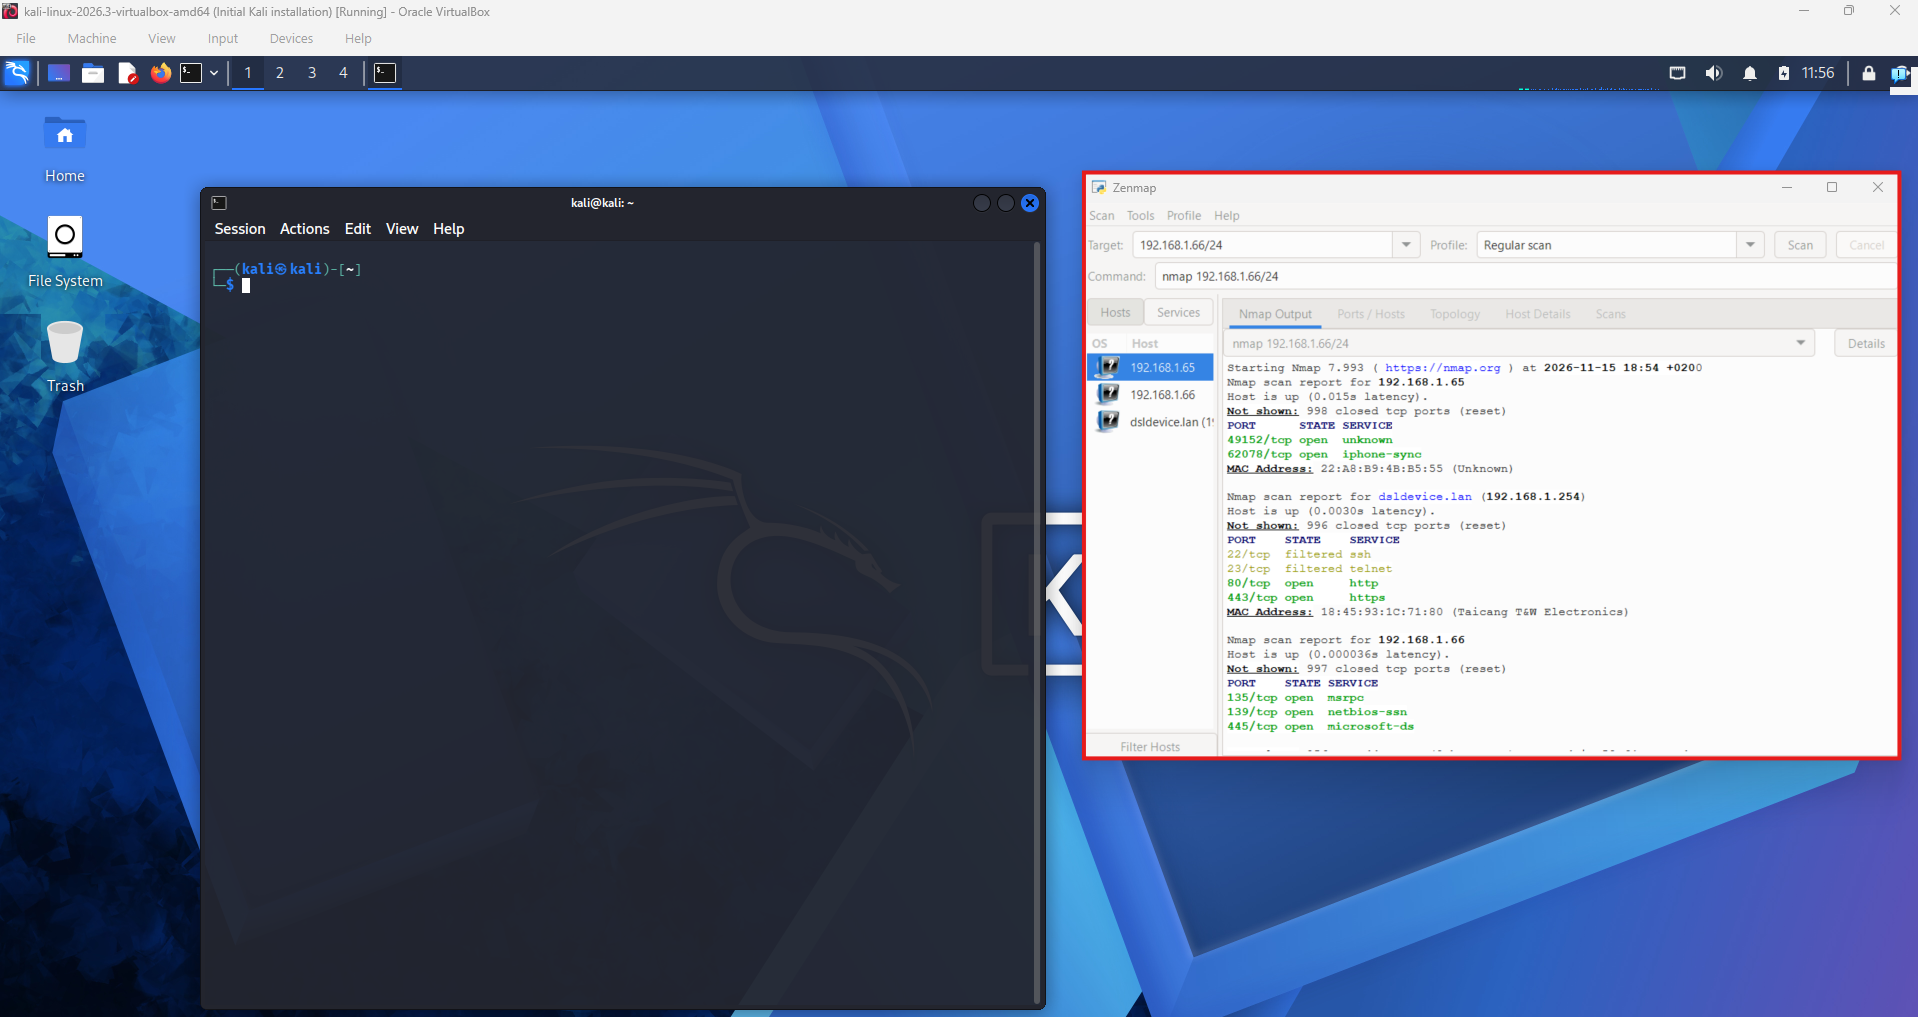 kali-linux-2026.3-virtualbox-amd64 (Initial Kali installation) [Running] - Oracle VirtualBox
File Machine View Input Devices Help
1 2 3 4 11:56
Home
File System
Trash
kali@kali: ~
Session Actions Edit View Help
┌──(kali㉿kali)-[~]
└─$
Zenmap
Scan Tools Profile Help
Target: 192.168.1.66/24 Profile: Regular scan Scan Cancel
Command: nmap 192.168.1.66/24
Hosts Services
OS Host
192.168.1.65
192.168.1.66
dsldevice.lan (1
Filter Hosts
Nmap Output Ports / Hosts Topology Host Details Scans
nmap 192.168.1.66/24 Details
Starting Nmap 7.993 ( https://nmap.org ) at 2026-11-15 18:54 +0200
Nmap scan report for 192.168.1.65
Host is up (0.015s latency).
Not shown: 998 closed tcp ports (reset)
PORT STATE SERVICE
49152/tcp open unknown
62078/tcp open iphone-sync
MAC Address: 22:A8:B9:4B:B5:55 (Unknown)
Nmap scan report for dsldevice.lan (192.168.1.254)
Host is up (0.0030s latency).
Not shown: 996 closed tcp ports (reset)
PORT STATE SERVICE
22/tcp filtered ssh
23/tcp filtered telnet
80/tcp open http
443/tcp open https
MAC Address: 18:45:93:1C:71:80 (Taicang T&W Electronics)
Nmap scan report for 192.168.1.66
Host is up (0.000036s latency).
Not shown: 997 closed tcp ports (reset)
PORT STATE SERVICE
135/tcp open msrpc
139/tcp open netbios-ssn
445/tcp open microsoft-ds
K